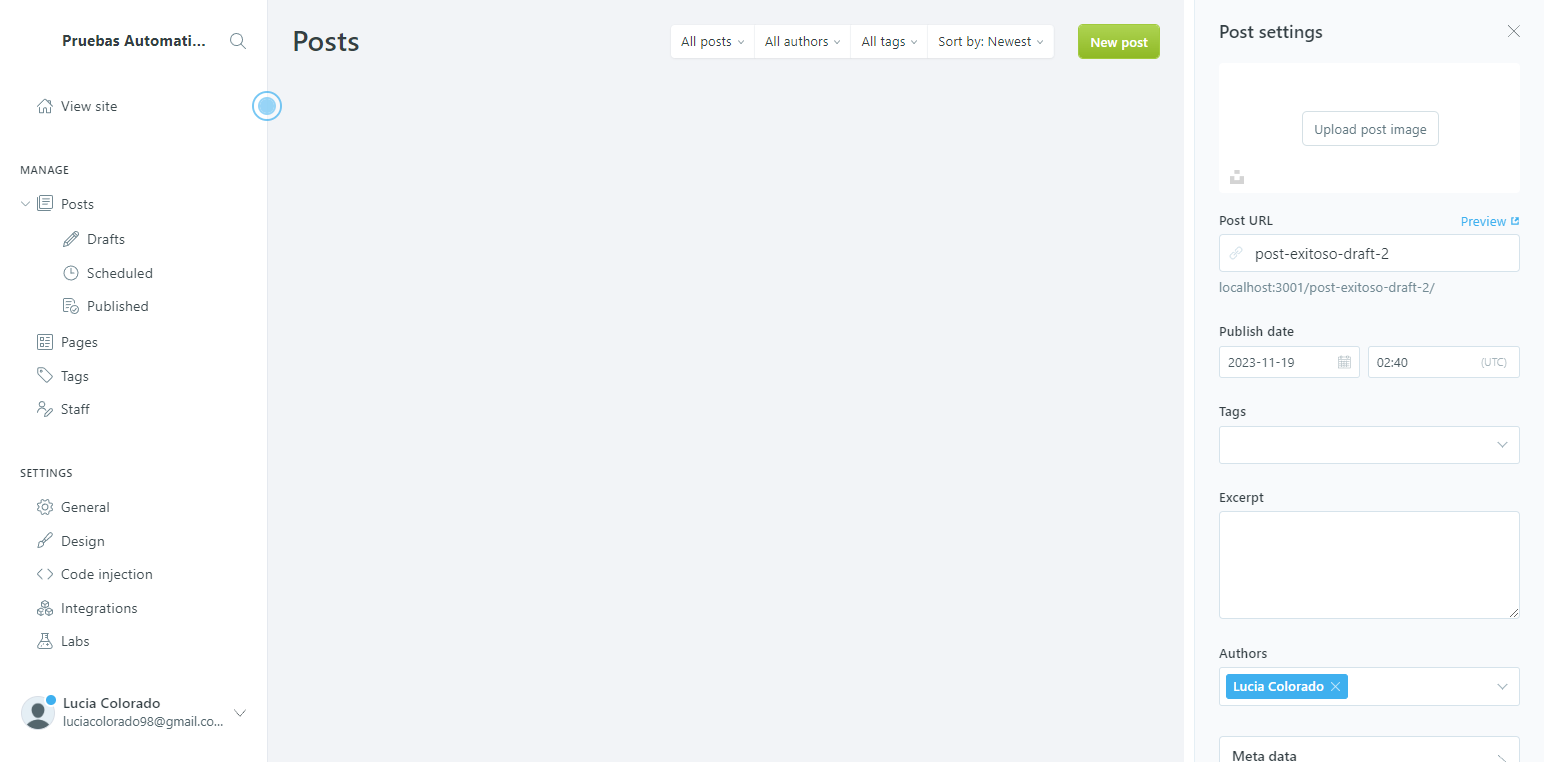 Pruebas Automati...
View site
MANAGE
Posts
Drafts
Scheduled
Published
Pages
Tags
Staff
SETTINGS
General
Design
Code injection
Integrations
Labs
Lucia Colorado
luciacolorado98@gmail.co...
Posts
All posts
All authors
All tags
Sort by: Newest
New post
Post settings
Upload post image
Post URL
Preview
post-exitoso-draft-2
localhost:3001/post-exitoso-draft-2/
Publish date
2023-11-19
02:40
(UTC)
Tags
Excerpt
Authors
Lucia Colorado
Meta data